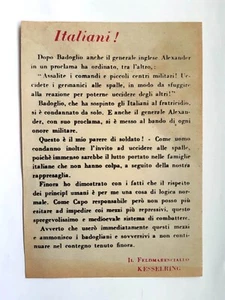 Italiani!
Dopo Badoglio anche il generale inglese Alexander
in un proclama ha ordinato, tra l'altro,:
"Assalite i comandi e piccoli centri militari! Uc-
cidete i germanici alle spalle, in modo da sfuggire
alla reazione per poterne uccidere degli altri!"
Badoglio, che ha sospinto gli Italiani al fratricidio,
si è condannato da solo. E anche il generale Alexander,
con suo proclama, si è messo al bando di ogni
onore militare.
Questo è il mio parere di soldato! - Come uomo
condanno inoltre l'invito ad uccidere alle spalle,
poichè immenso sarebbe il lutto portato nelle famiglie
italiane che non hanno colpa, a seguito della nostra
rappresaglia.
Finora ho dimostrato con i fatti che il rispetto
dei principî umani è per me una cosa di logica nor-
male. Come Capo responsabile però non posso più
esitare ad impedire coi mezzi più repressivi, questo
spregevolissimo e medioevale sistema di combattere.
Avverto che userò immediatamente questi mezzi
e ammonisco i badogliani e sovversivi a non conti-
nuare nel contegno tenuto finora.
Il Feldmaresciallo
KESSELRING